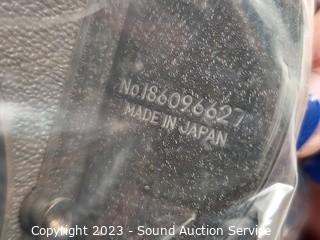 No186096627
MADE IN JAPAN
Copyright 2023 - Sound Auction Service